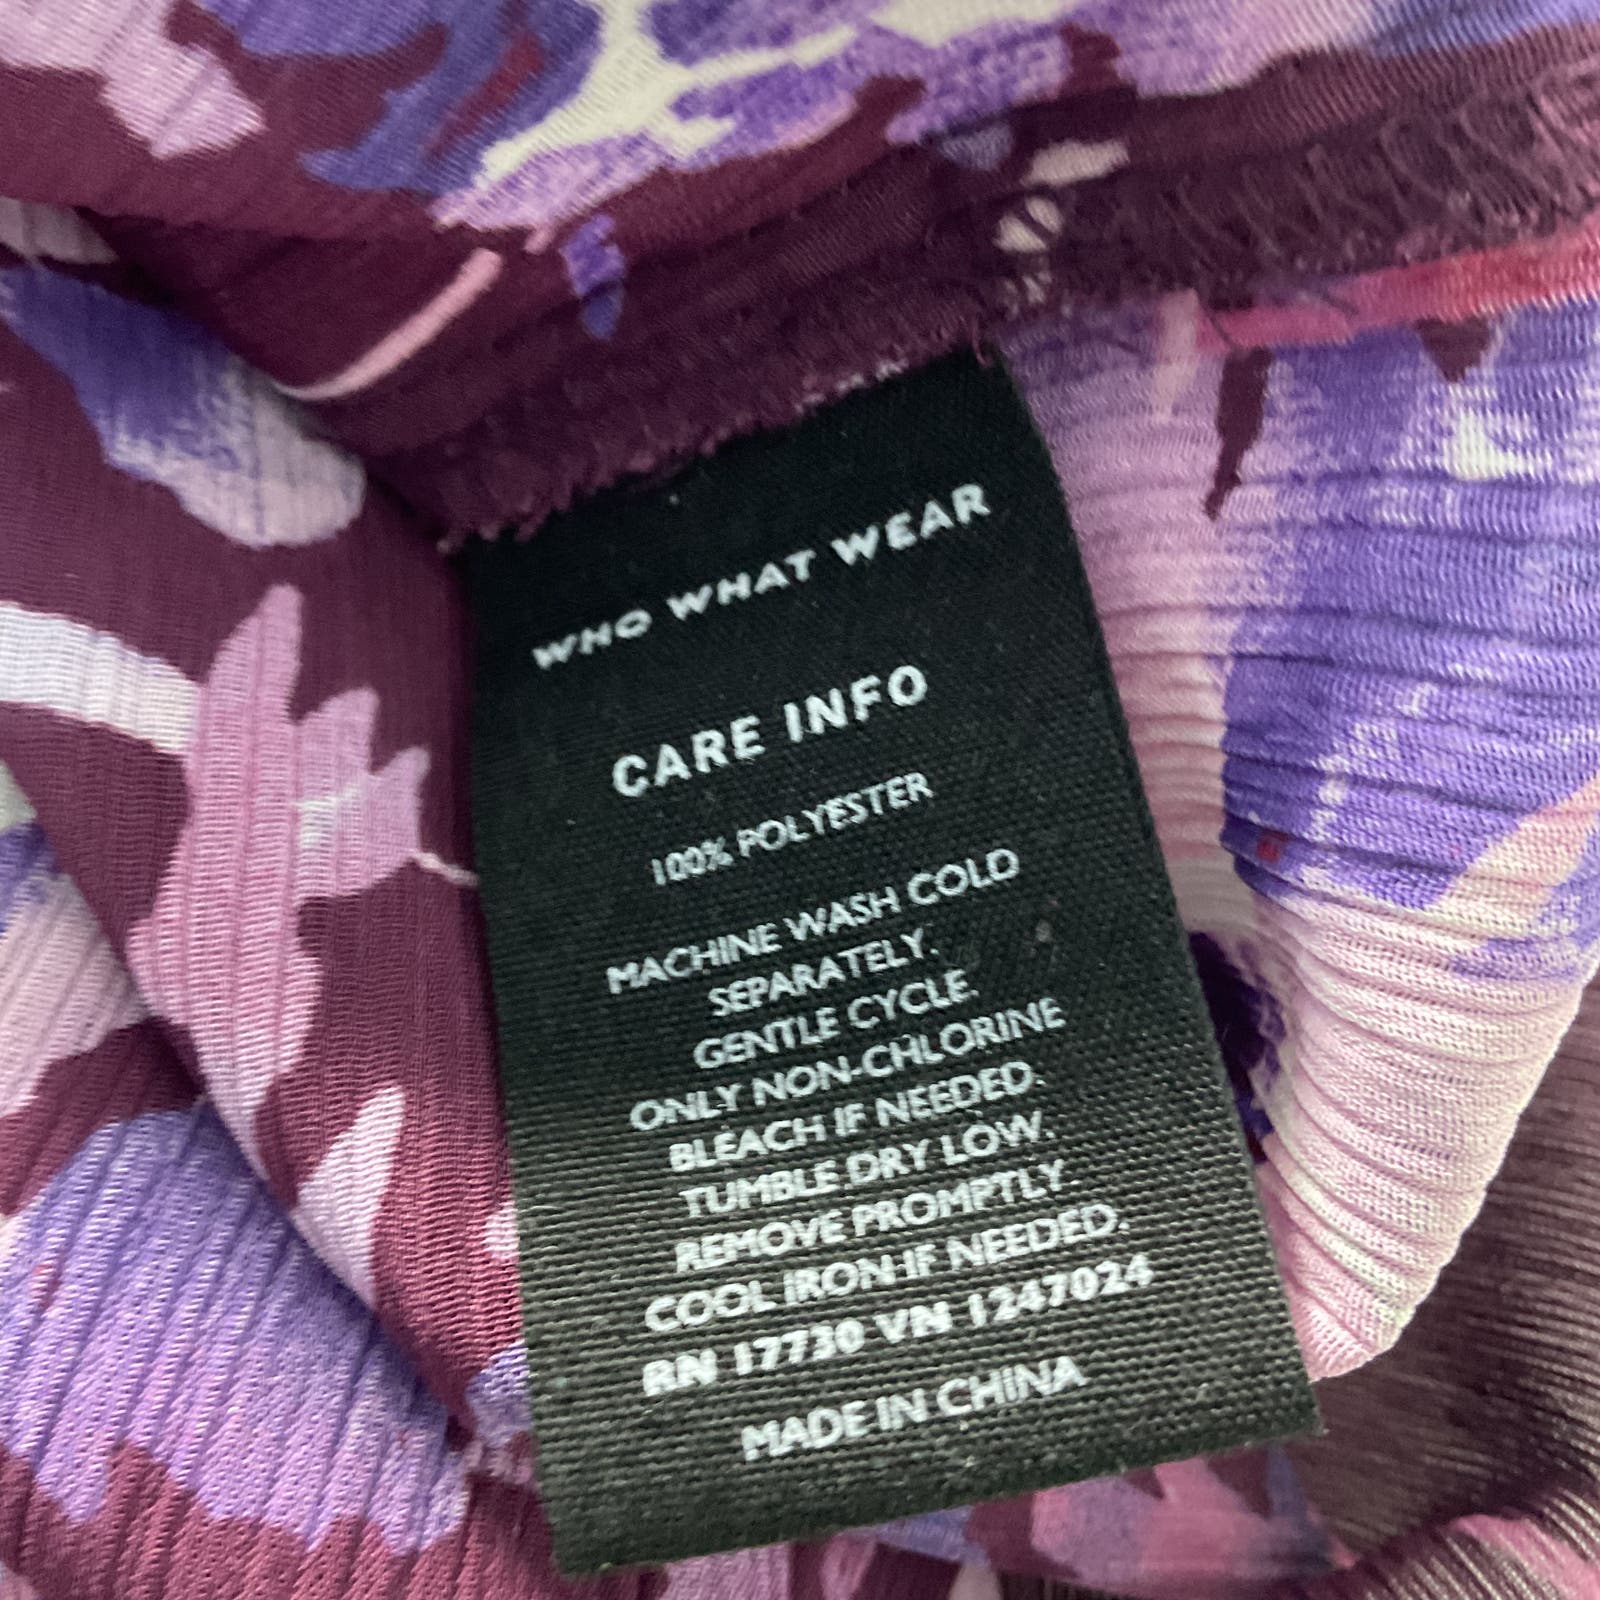 WHO WHAT WEAR
CARE INFO
100% POLYESTER
MACHINE WASH COLD
SEPARATELY.
GENTLE CYCLE.
ONLY NON-CHLORINE
BLEACH IF NEEDED.
TUMBLE DRY LOW.
REMOVE PROMPTLY.
COOL IRON IF NEEDED.
RN 17730 VN 1247024
MADE IN CHINA